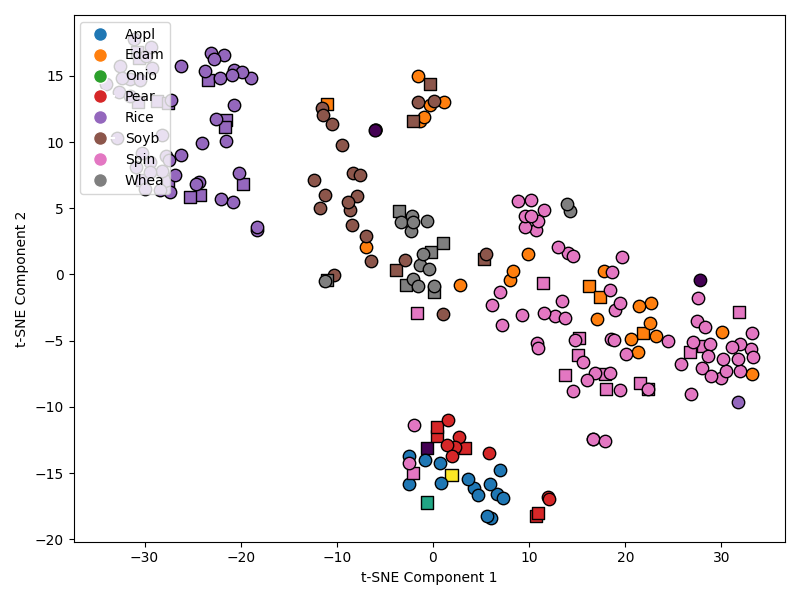 Appl
Edam
Onio
Pear
Rice
Soyb
Spin
Whea
15
10
5
0
−5
−10
−15
−20
t-SNE Component 2
−30
−20
−10
0
10
20
30
t-SNE Component 1